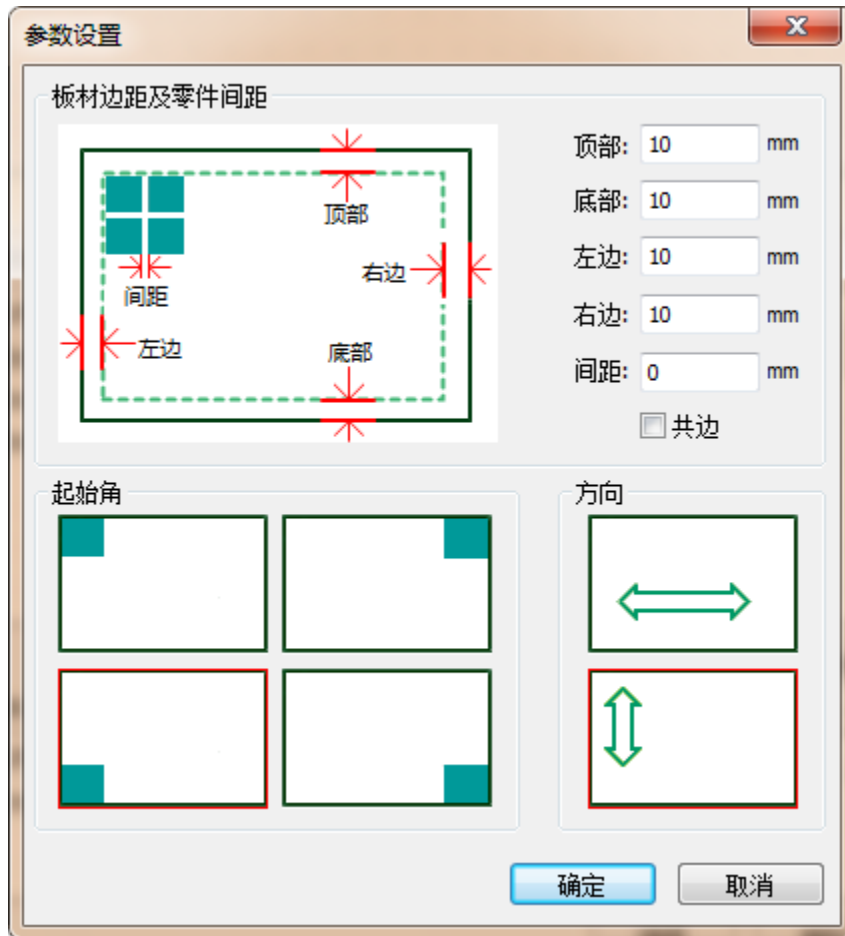 参数设置
板材边距及零件间距
顶部
右边
间距
左边
底部
顶部: 10 mm
底部: 10 mm
左边: 10 mm
右边: 10 mm
间距: 0 mm
共边
起始角
方向
确定
取消